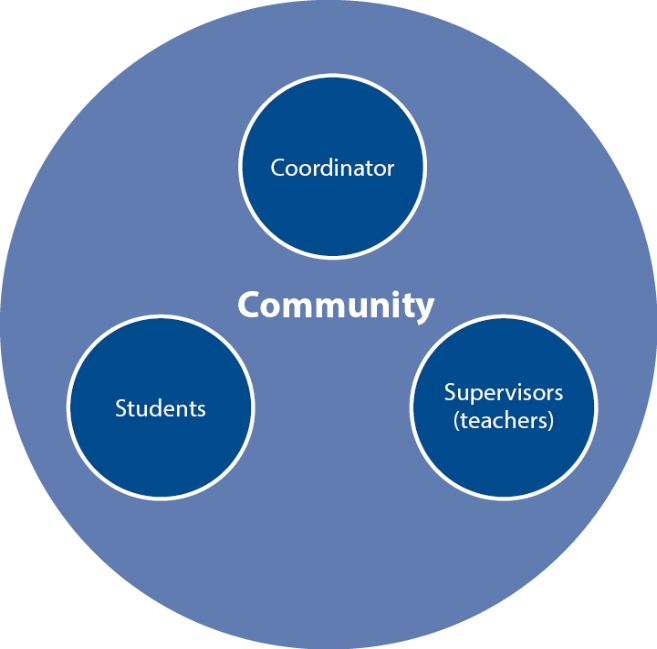 Coordinator
Community
Students
Supervisors
(teachers)